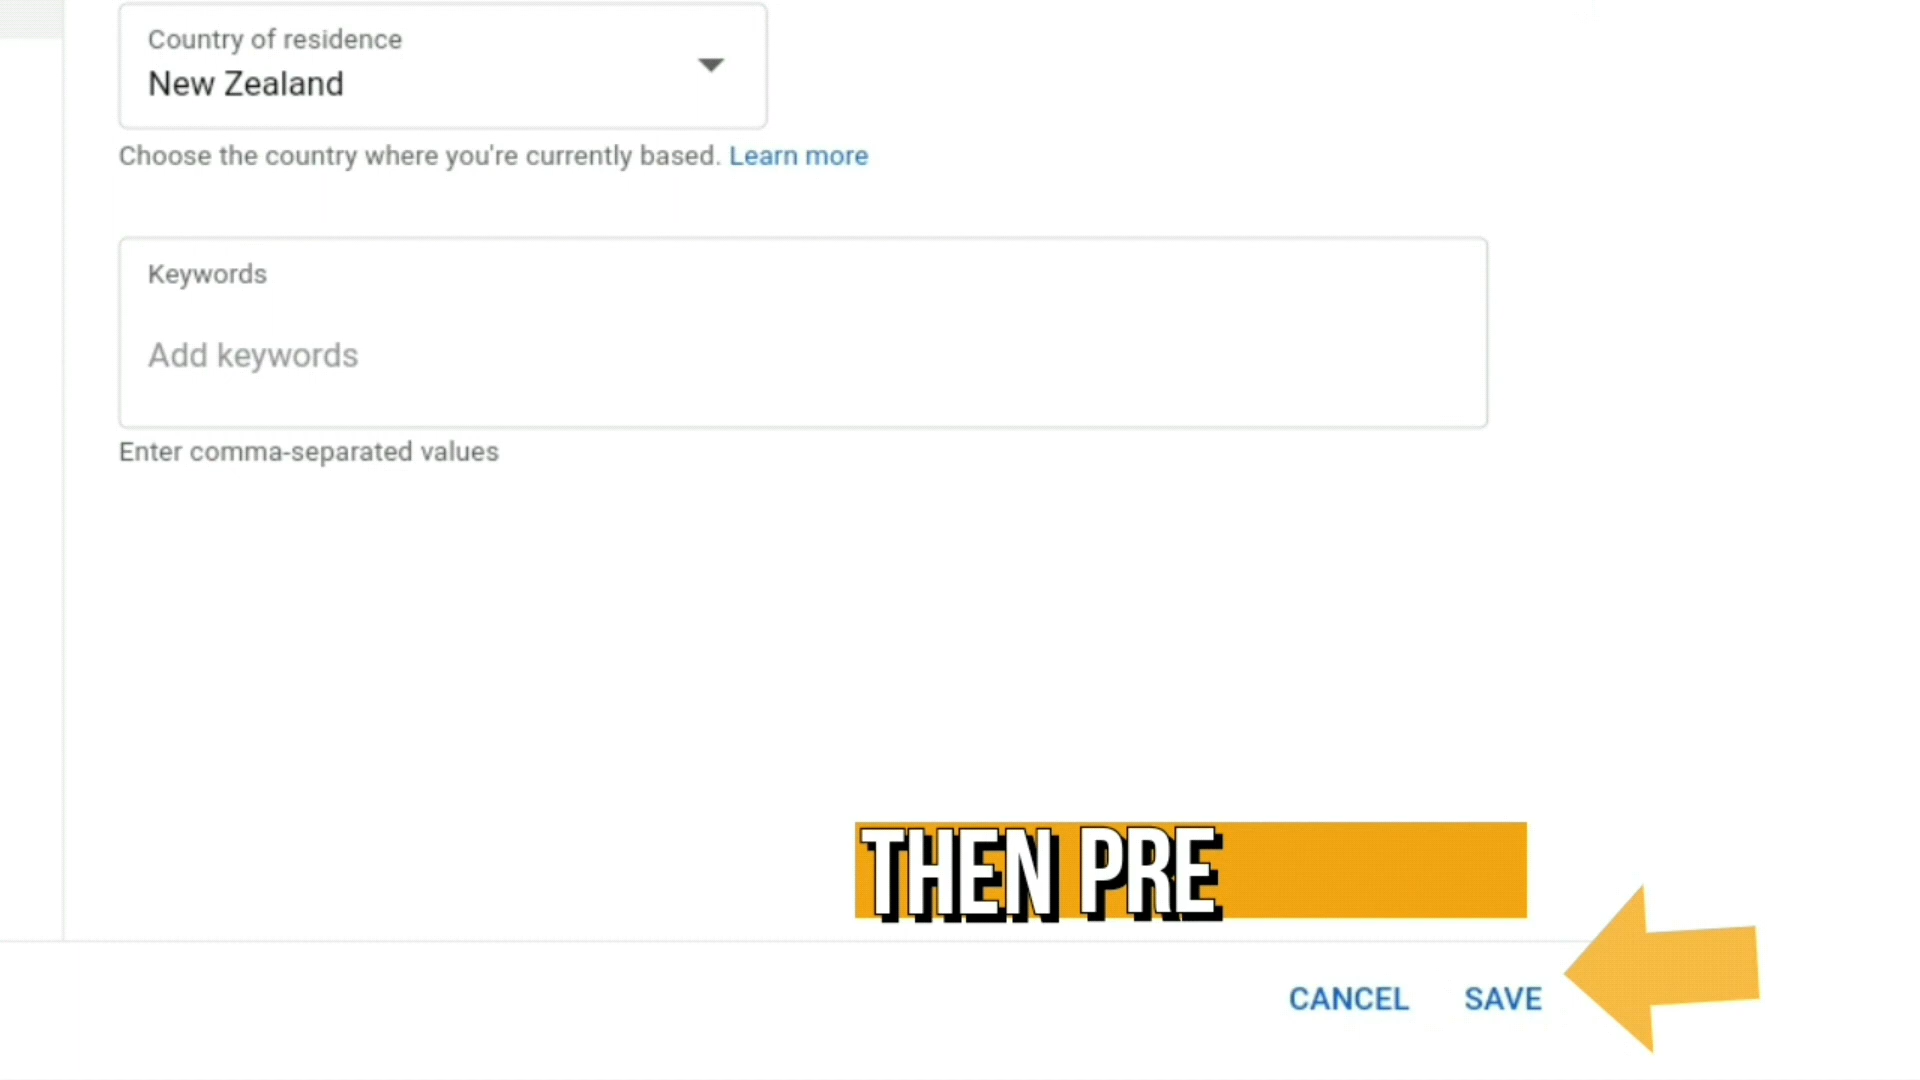 Country of residence
New Zealand
Choose the country where you're currently based. Learn more
Keywords
Add keywords
Enter comma-separated values
THEN PRE
CANCEL SAVE